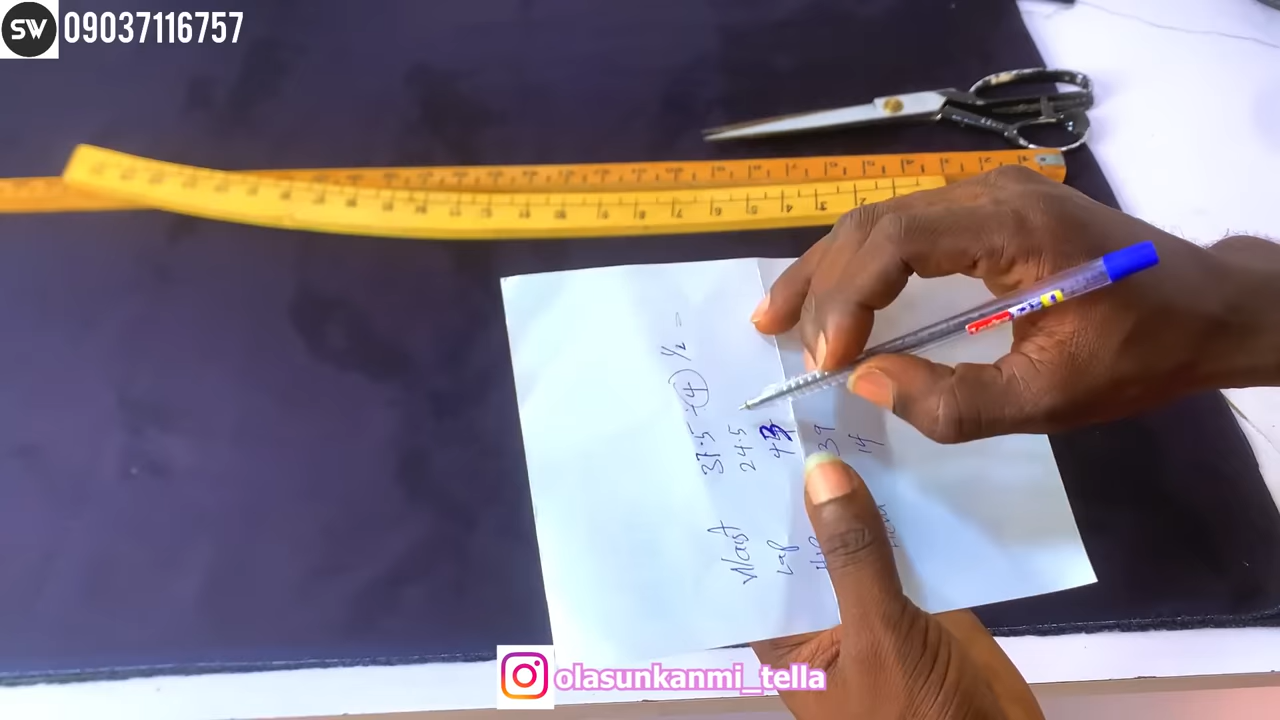 SW 09037116757
Waist 37.5 ÷ (4) 1/2 =
Lap 24.5
43
39
14
olasunkanmi_tella